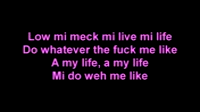 Low mi meck mi live mi life
Do whatever the fuck me like
A my life, a my life
Mi do weh me like